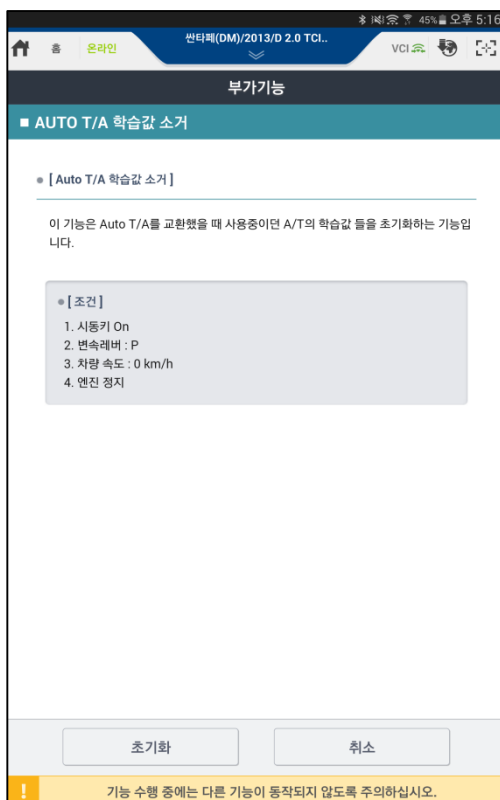 45% 오후 5:16
홈 온라인 싼타페(DM)/2013/D 2.0 TCI.. VCI
부가기능
■ AUTO T/A 학습값 소거
● [ Auto T/A 학습값 소거 ]
이 기능은 Auto T/A를 교환했을 때 사용중이던 A/T의 학습값 들을 초기화하는 기능입
니다.
● [ 조건 ]
1. 시동키 On
2. 변속레버 : P
3. 차량 속도 : 0 km/h
4. 엔진 정지
초기화 취소
! 기능 수행 중에는 다른 기능이 동작되지 않도록 주의하십시오.